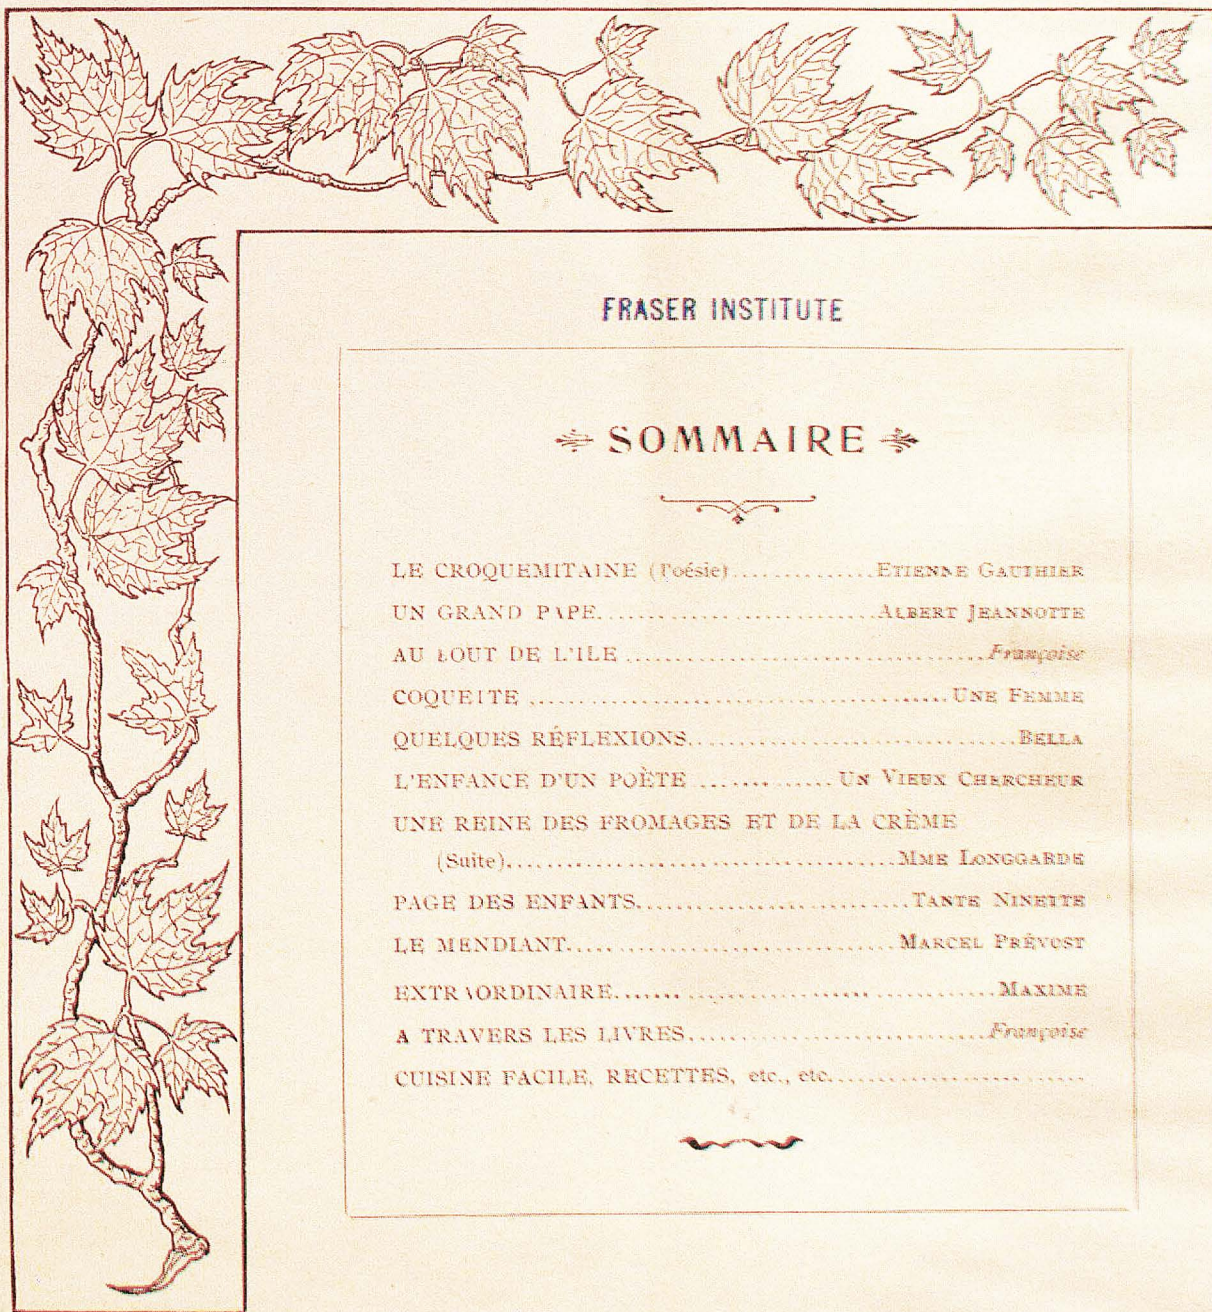 FRASER INSTITUTE
SOMMAIRE
LE CROQUEMITAINE (Poésie)..............ETIENNE GAUTHIER
UN GRAND PAPE............................ALBERT JEANNOTTE
AU BOUT DE L'ILE....................................Françoise
COQUETTE..........................................UNE FEMME
QUELQUES RÉFLEXIONS.................................BELLA
L'ENFANCE D'UN POÈTE..............UN VIEUX CHERCHEUR
UNE REINE DES FROMAGES ET DE LA CRÈME
(Suite).......................................MME LONGGARDE
PAGE DES ENFANTS...........................TANTE NINETTE
LE MENDIANT.................................MARCEL PRÉVOST
EXTRAORDINAIRE......................................MAXIME
A TRAVERS LES LIVRES..............................Françoise
CUISINE FACILE, RECETTES, etc., etc..........................